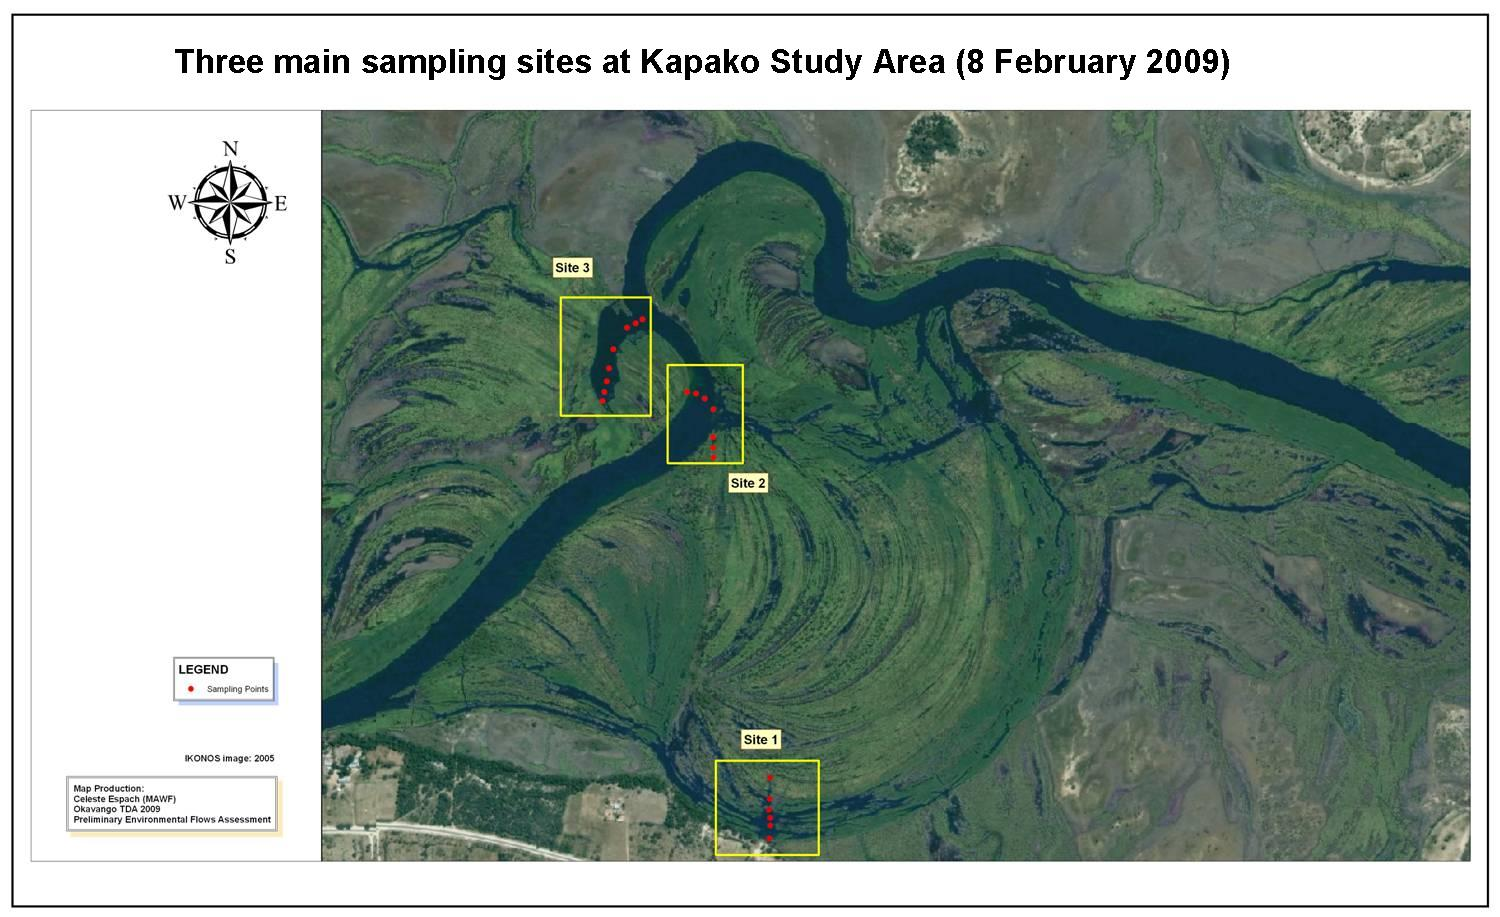 Three main sampling sites at Kapako Study Area (8 February 2009)
N
W
E
S
Site 3
Site 2
Site 1
LEGEND
Sampling Points
IKONOS image: 2005
Map Production:
Celeste Espach (MAWF)
Okavango TDA 2009
Preliminary Environmental Flows Assessment